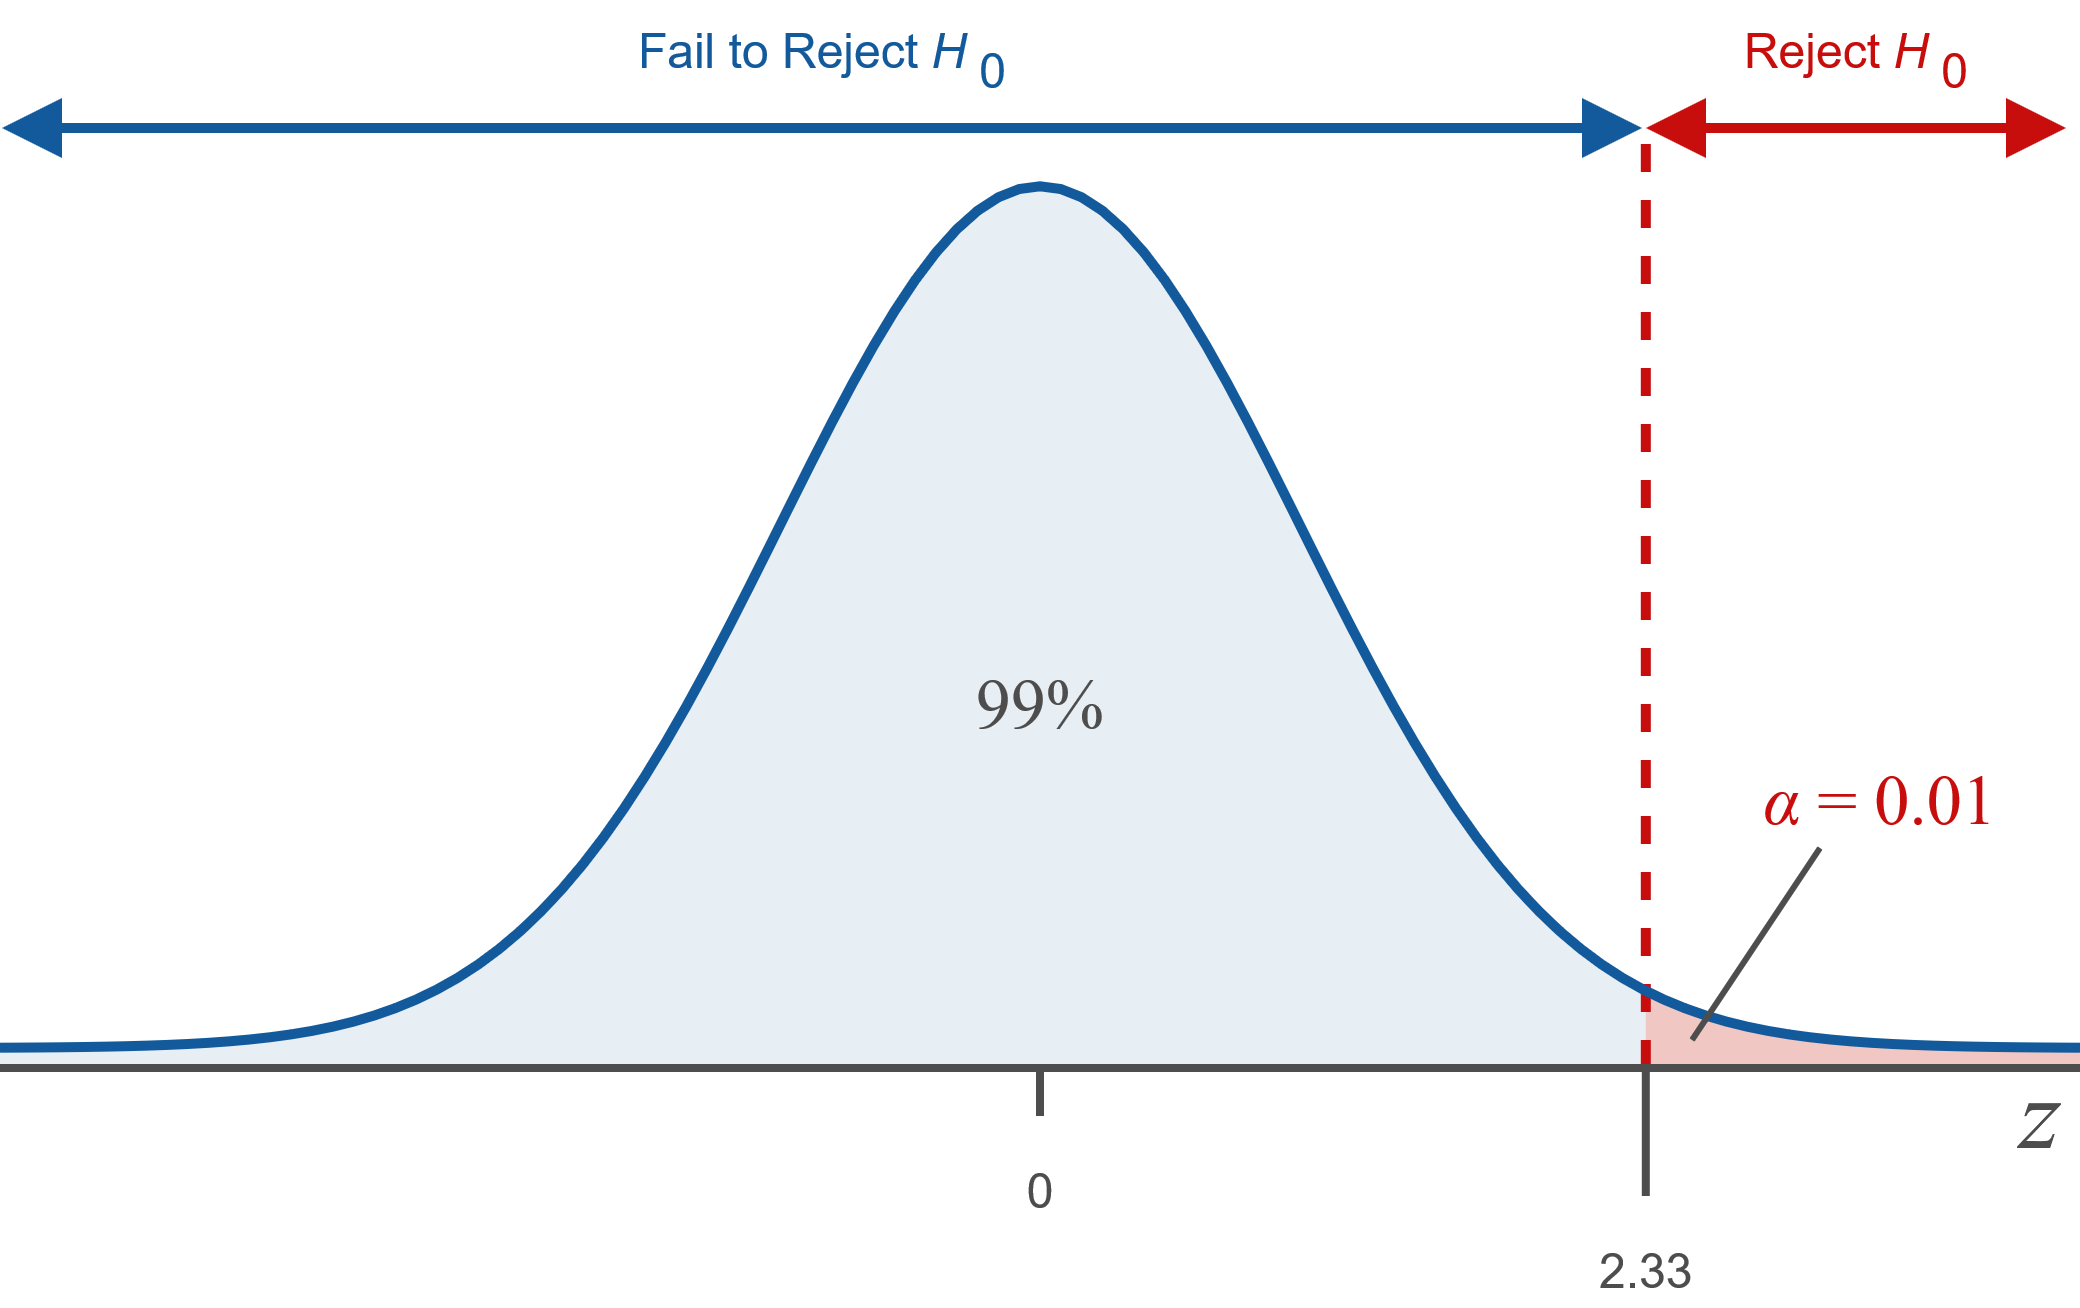 Fail to Reject H 0
Reject H 0
99%
α = 0.01
z
0
2.33